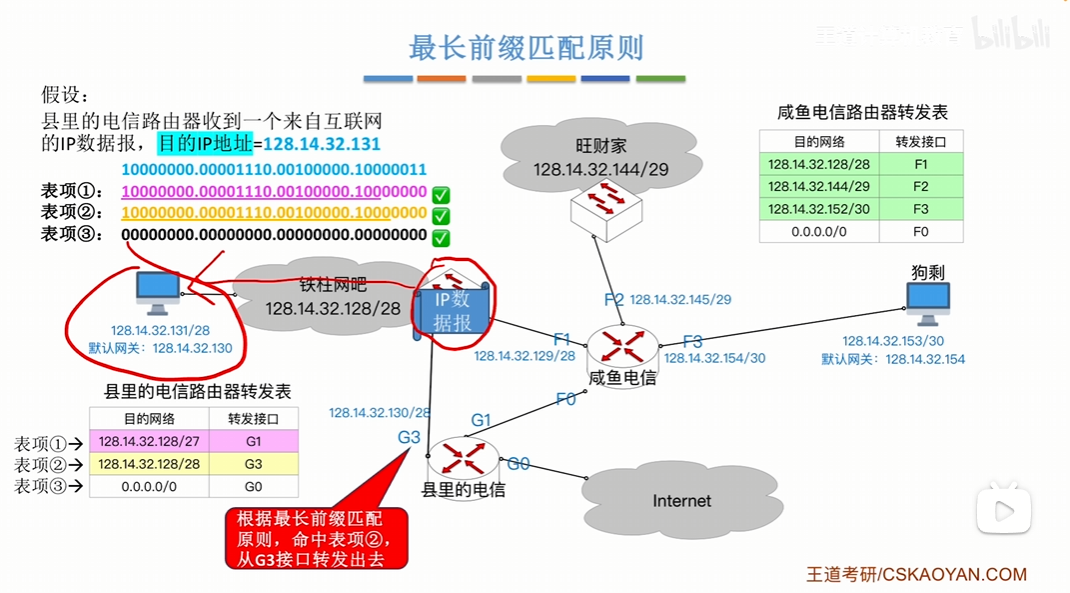 最长前缀匹配原则
bilibili
假设：
县里的电信路由器收到一个来自互联网
的IP数据报，目的IP地址=128.14.32.131
10000000.00001110.00100000.10000011
表项①：10000000.00001110.00100000.10000000
表项②：10000000.00001110.00100000.10000000
表项③：00000000.00000000.00000000.00000000
旺财家
128.14.32.144/29
咸鱼电信路由器转发表
目的网络 转发接口
128.14.32.128/28 F1
128.14.32.144/29 F2
128.14.32.152/30 F3
0.0.0.0/0 F0
铁柱网吧
128.14.32.128/28
IP数
据报
128.14.32.131/28
默认网关：128.14.32.130
F2 128.14.32.145/29
F1
128.14.32.129/28
F3
128.14.32.154/30
咸鱼电信
F0
狗剩
128.14.32.153/30
默认网关：128.14.32.154
县里的电信路由器转发表
目的网络 转发接口
表项①→ 128.14.32.128/27 G1
表项②→ 128.14.32.128/28 G3
表项③→ 0.0.0.0/0 G0
128.14.32.130/28
G3
G1
G0
县里的电信
Internet
根据最长前缀匹配
原则，命中表项②，
从G3接口转发出去
王道考研/CSKAOYAN.COM